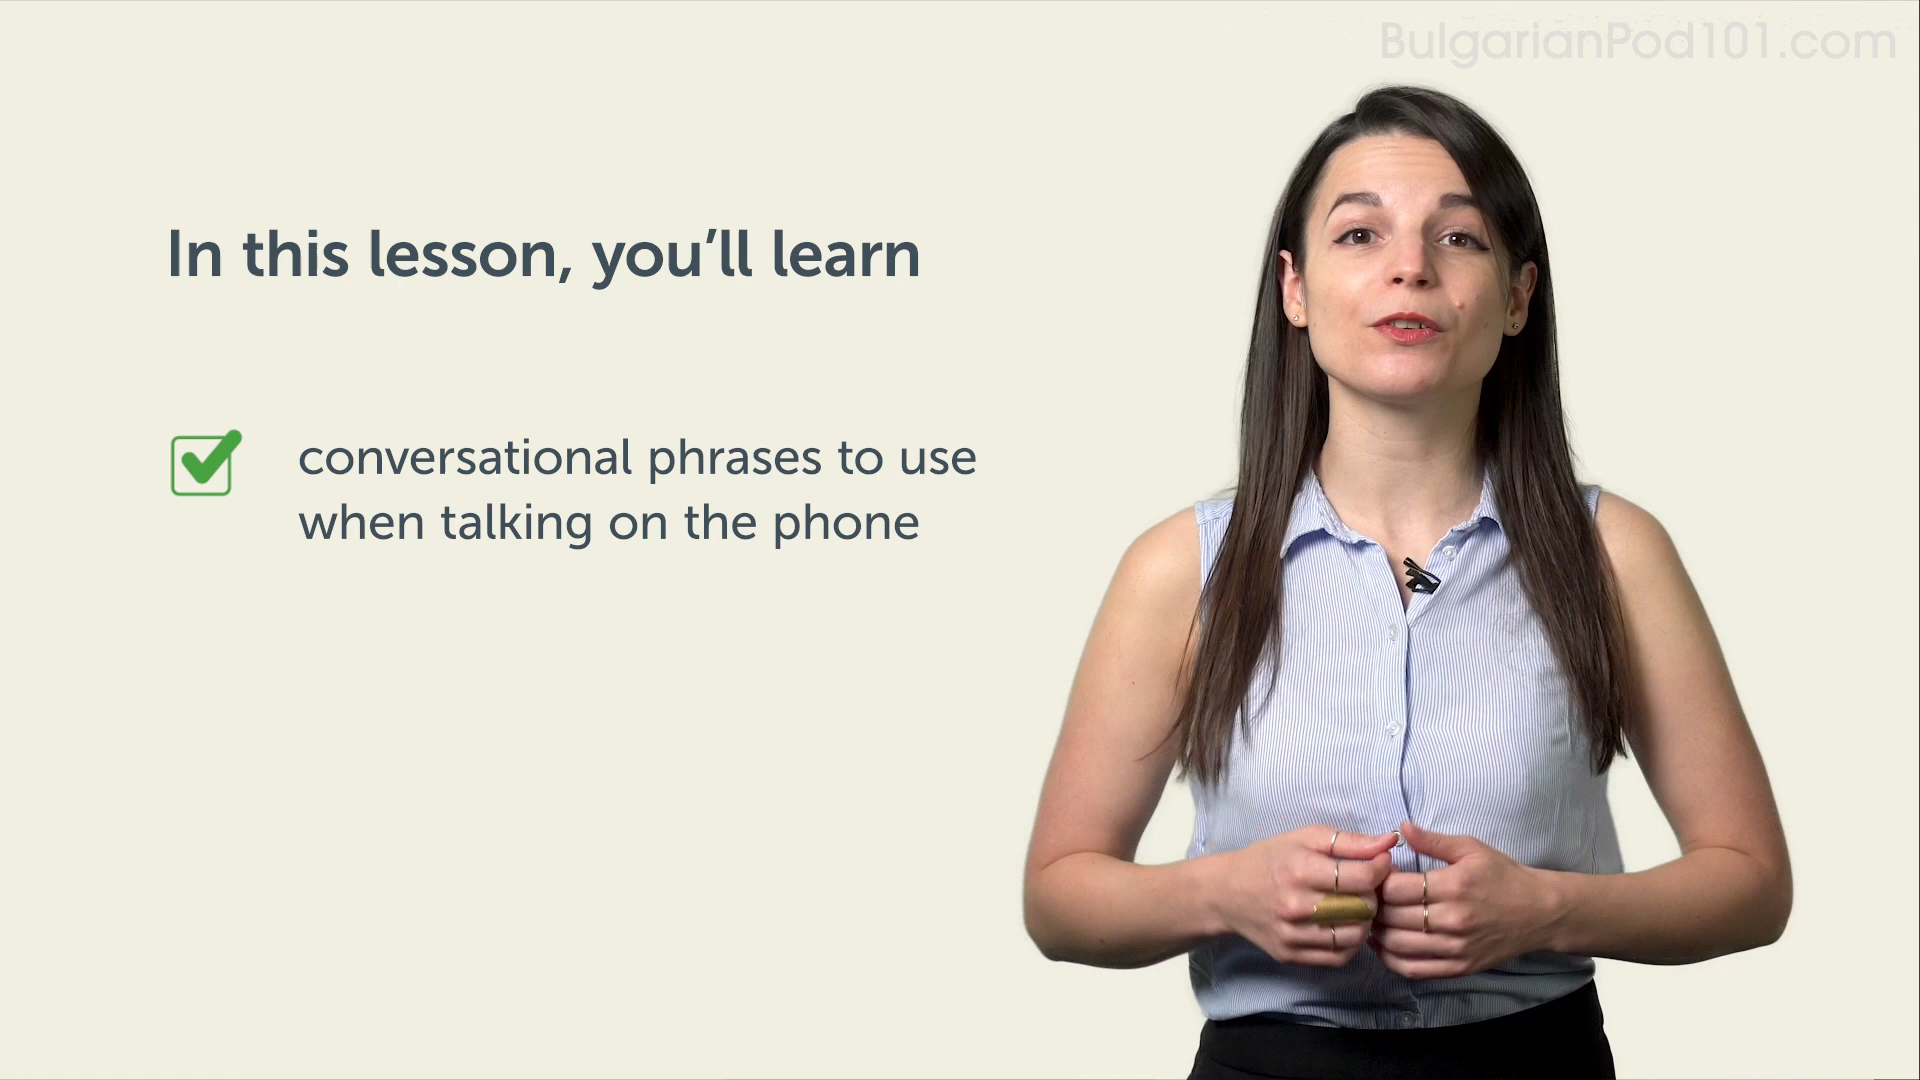 BulgarianPod101.com
In this lesson, you’ll learn
conversational phrases to use
when talking on the phone